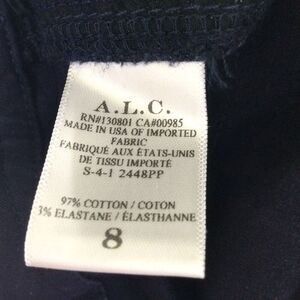 A.L.C.
RN#130801 CA#00985
MADE IN USA OF IMPORTED
FABRIC
FABRIQUÉ AUX ÉTATS-UNIS
DE TISSU IMPORTÉ
S-4-1 2448PP
97% COTTON / COTON
3% ELASTANE / ÉLASTHANNE
8